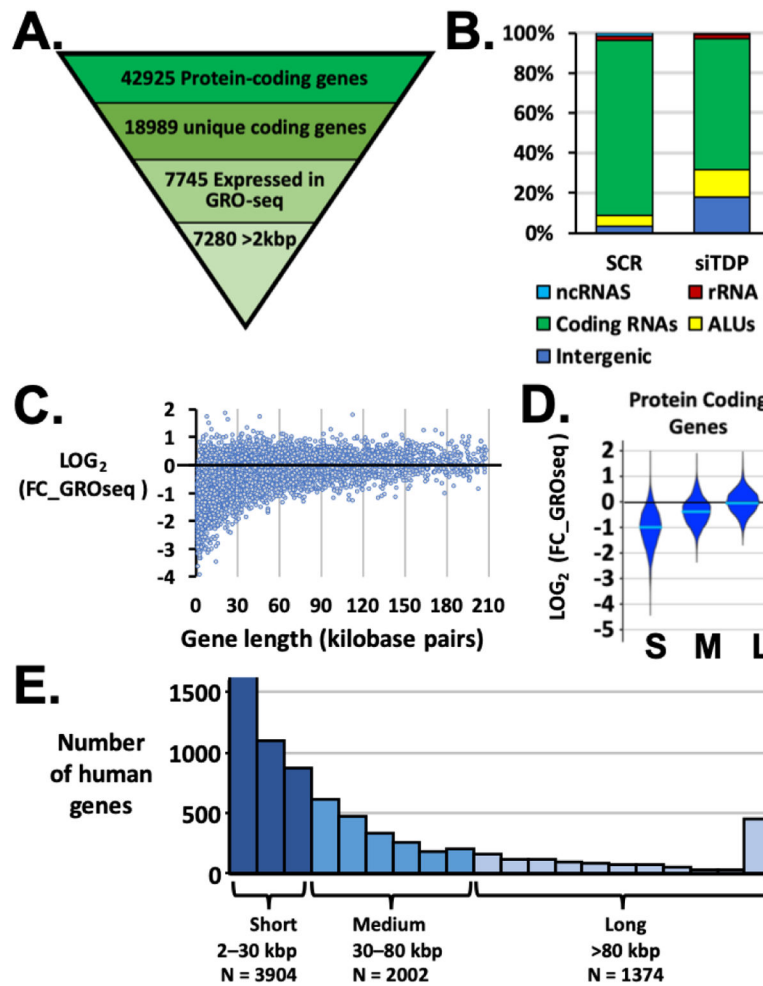 A.
42925 Protein-coding genes
18989 unique coding genes
7745 Expressed in
GRO-seq
7280 >2kbp
B.
100%
80%
60%
40%
20%
0%
SCR siTDP
ncRNAS rRNA
Coding RNAs ALUs
Intergenic
C.
LOG2
(FC_GROseq )
2
1
0
-1
-2
-3
-4
0 30 60 90 120 150 180 210
Gene length (kilobase pairs)
D.
Protein Coding
Genes
LOG2 (FC_GROseq)
2
1
0
-1
-2
-3
-4
-5
S M L
E.
Number
of human
genes
1500
1000
500
0
Short Medium Long
2–30 kbp 30–80 kbp >80 kbp
N = 3904 N = 2002 N = 1374